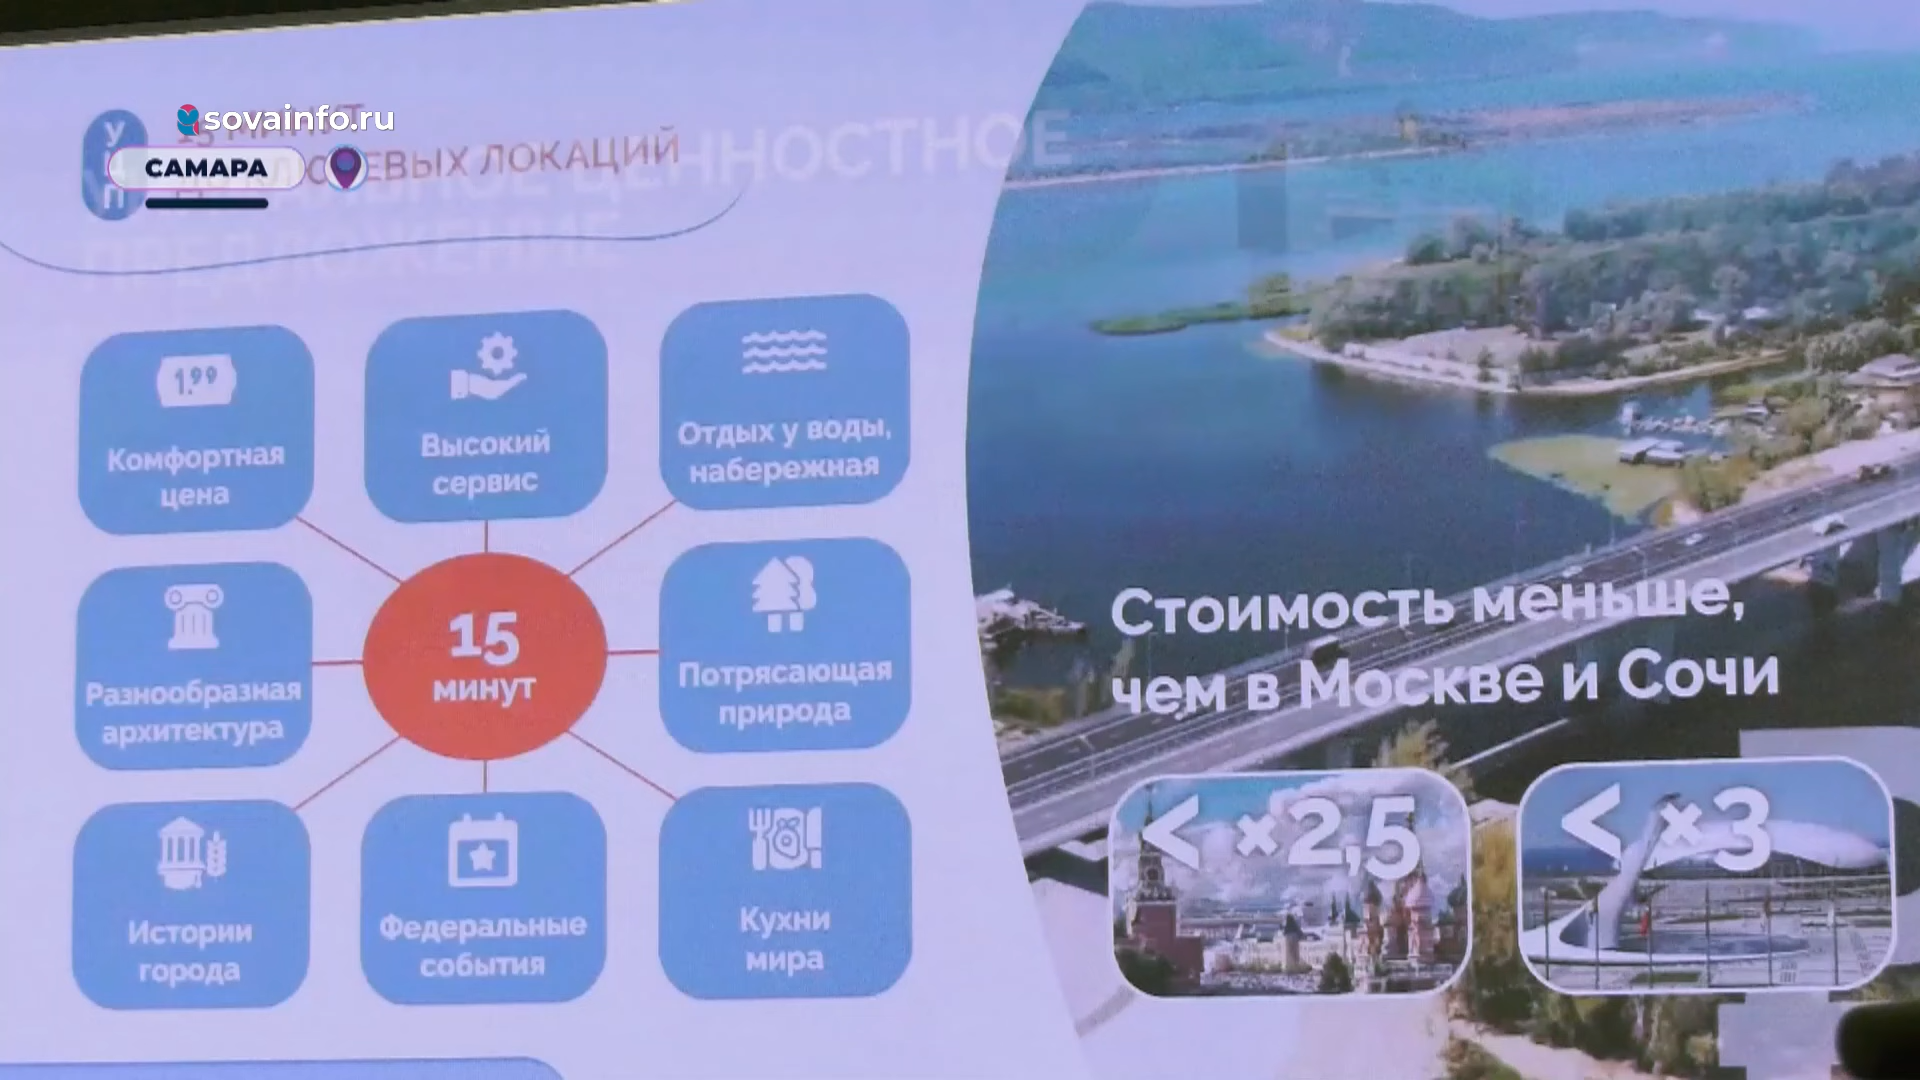 sovainfo.ru
САМАРА
ЛОКАЦИЙ
ПРЕДЛОЖЕНИЕ
У
Ц
П
1.99
Комфортная
цена
Высокий
сервис
Отдых у воды,
набережная
Разнообразная
архитектура
15
минут
Потрясающая
природа
Истории
города
Федеральные
события
Кухни
мира
Стоимость меньше,
чем в Москве и Сочи
< ×2,5
< ×3